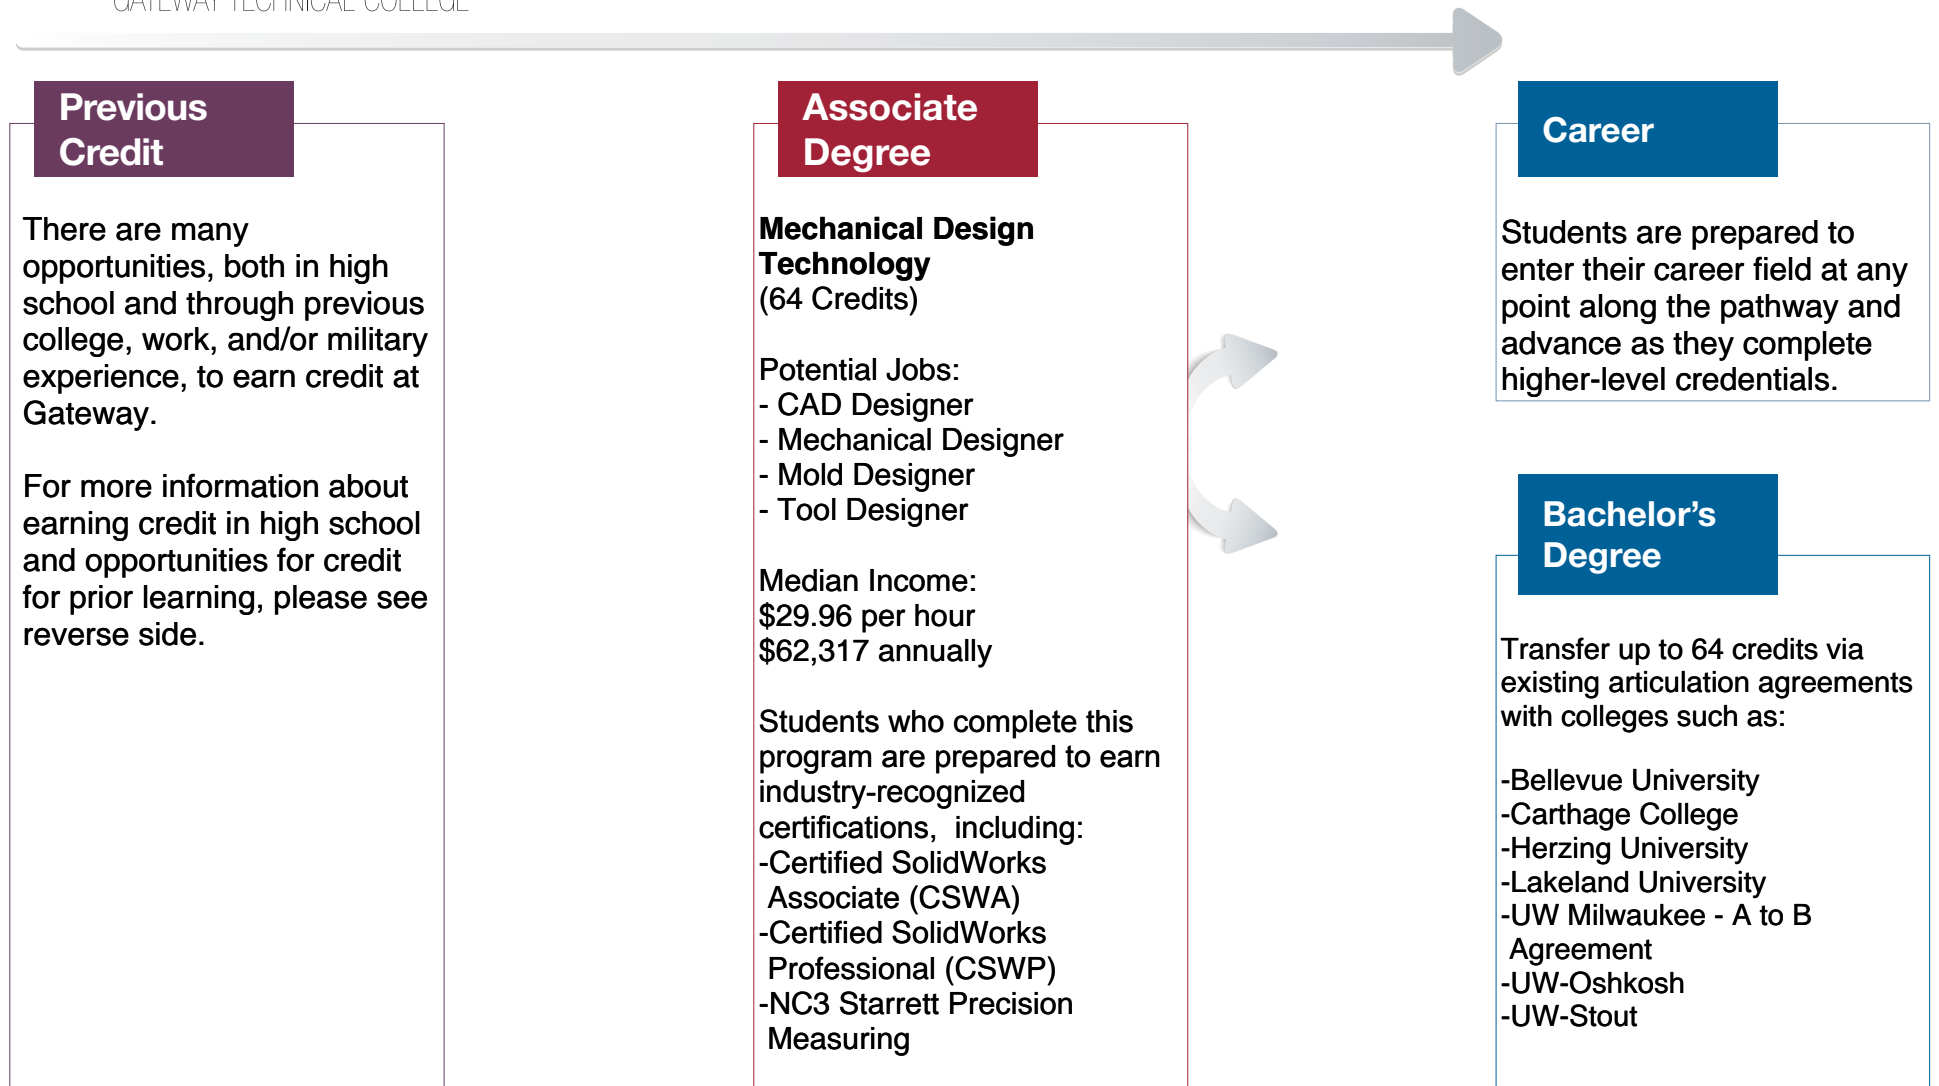 GATEWAY TECHNICAL COLLEGE
Previous
Credit
There are many
opportunities, both in high
school and through previous
college, work, and/or military
experience, to earn credit at
Gateway.
For more information about
earning credit in high school
and opportunities for credit
for prior learning, please see
reverse side.
Associate
Degree
Mechanical Design
Technology
(64 Credits)
Potential Jobs:
- CAD Designer
- Mechanical Designer
- Mold Designer
- Tool Designer
Median Income:
$29.96 per hour
$62,317 annually
Students who complete this
program are prepared to earn
industry-recognized
certifications,  including:
-Certified SolidWorks
Associate (CSWA)
-Certified SolidWorks
Professional (CSWP)
-NC3 Starrett Precision
Measuring
Career
Students are prepared to
enter their career field at any
point along the pathway and
advance as they complete
higher-level credentials.
Bachelor’s
Degree
Transfer up to 64 credits via
existing articulation agreements
with colleges such as:
-Bellevue University
-Carthage College
-Herzing University
-Lakeland University
-UW Milwaukee - A to B
Agreement
-UW-Oshkosh
-UW-Stout